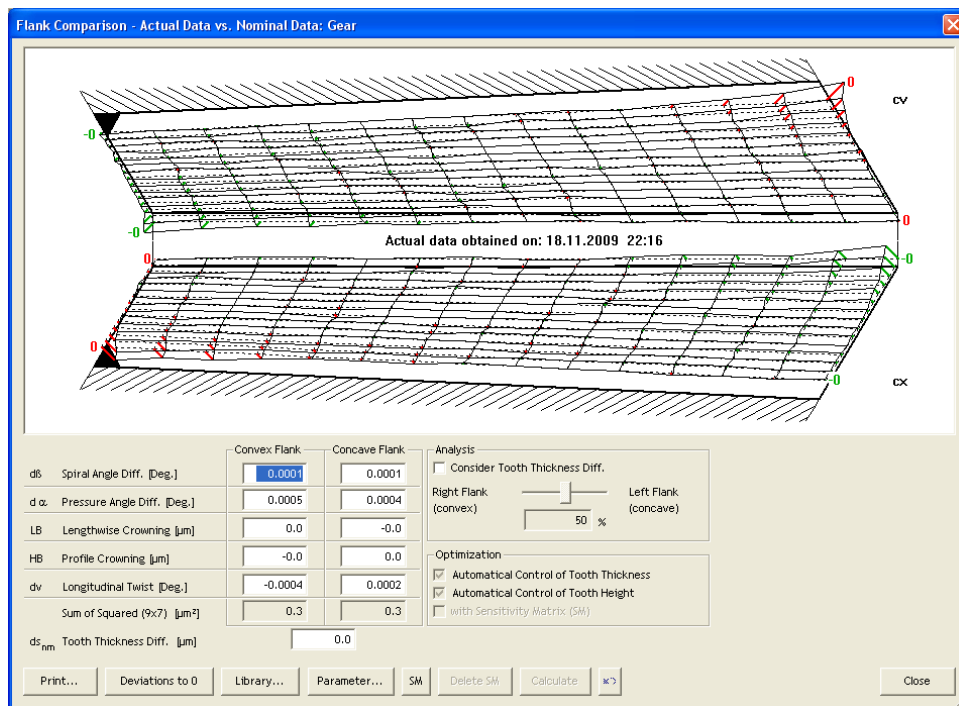 Flank Comparison - Actual Data vs. Nominal Data: Gear
0
CV
-0
-0
0
Actual data obtained on: 18.11.2009 22:16
0
-0
0
-0
CX
Convex Flank Concave Flank
dß Spiral Angle Diff. [Deg.] 0.0001 0.0001
d α Pressure Angle Diff. [Deg.] 0.0005 0.0004
LB Lengthwise Crowning [µm] 0.0 -0.0
HB Profile Crowning [µm] -0.0 0.0
dv Longitudinal Twist [Deg.] -0.0004 0.0002
Sum of Squared (9x7) [µm²] 0.3 0.3
ds nm Tooth Thickness Diff. [µm] 0.0
Analysis
Consider Tooth Thickness Diff.
Right Flank (convex)
Left Flank (concave)
50 %
Optimization
Automatical Control of Tooth Thickness
Automatical Control of Tooth Height
with Sensitivity Matrix (SM)
Print... Deviations to 0 Library... Parameter... SM Delete SM Calculate Close